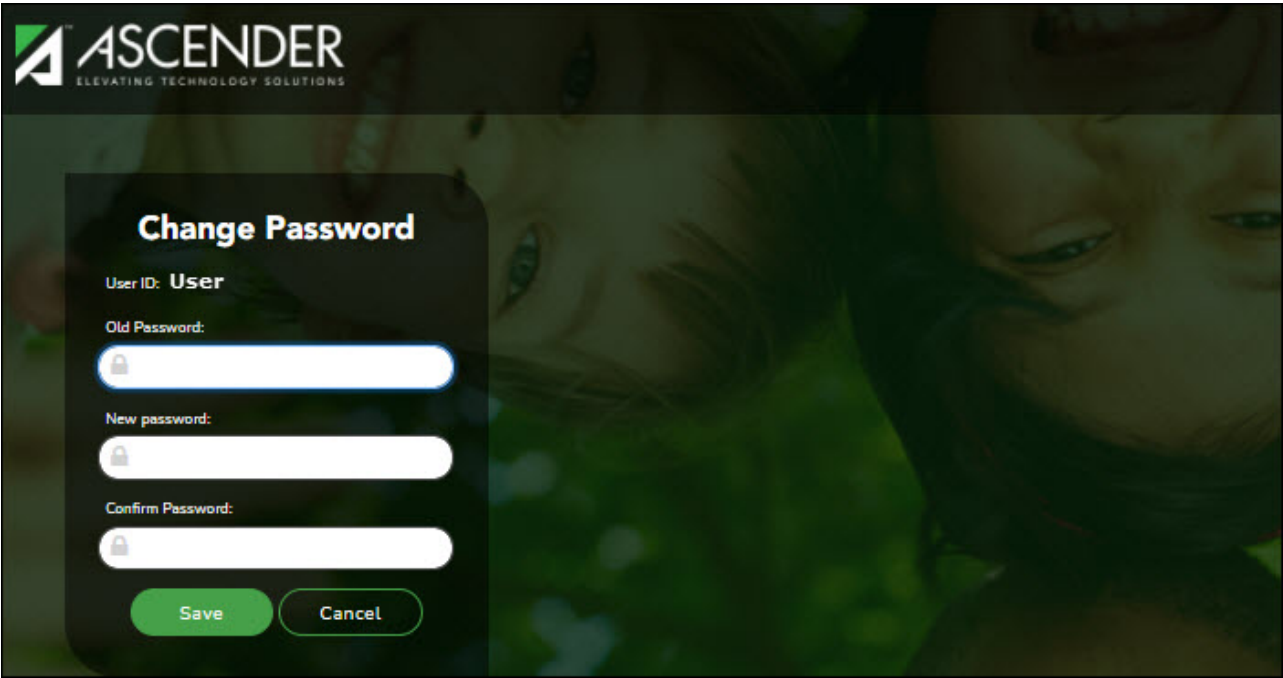 ASCENDER
ELEVATING TECHNOLOGY SOLUTIONS
Change Password
User ID: User
Old Password:
New password:
Confirm Password:
Save Cancel